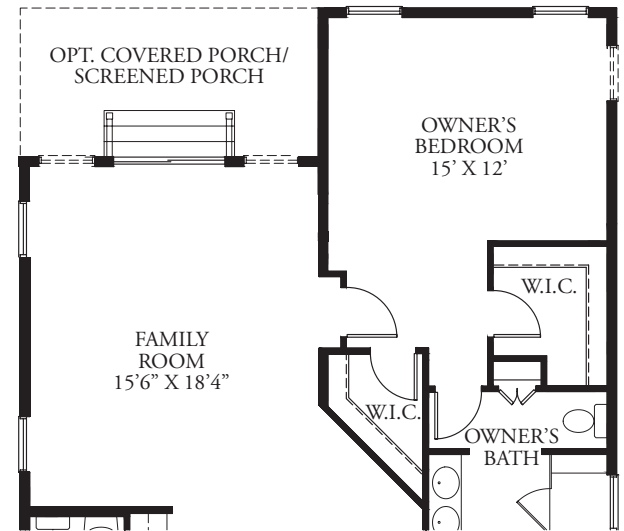 OPT. COVERED PORCH/
SCREENED PORCH
OWNER'S
BEDROOM
15' X 12'
W.I.C.
FAMILY
ROOM
15'6" X 18'4"
W.I.C.
OWNER'S
BATH